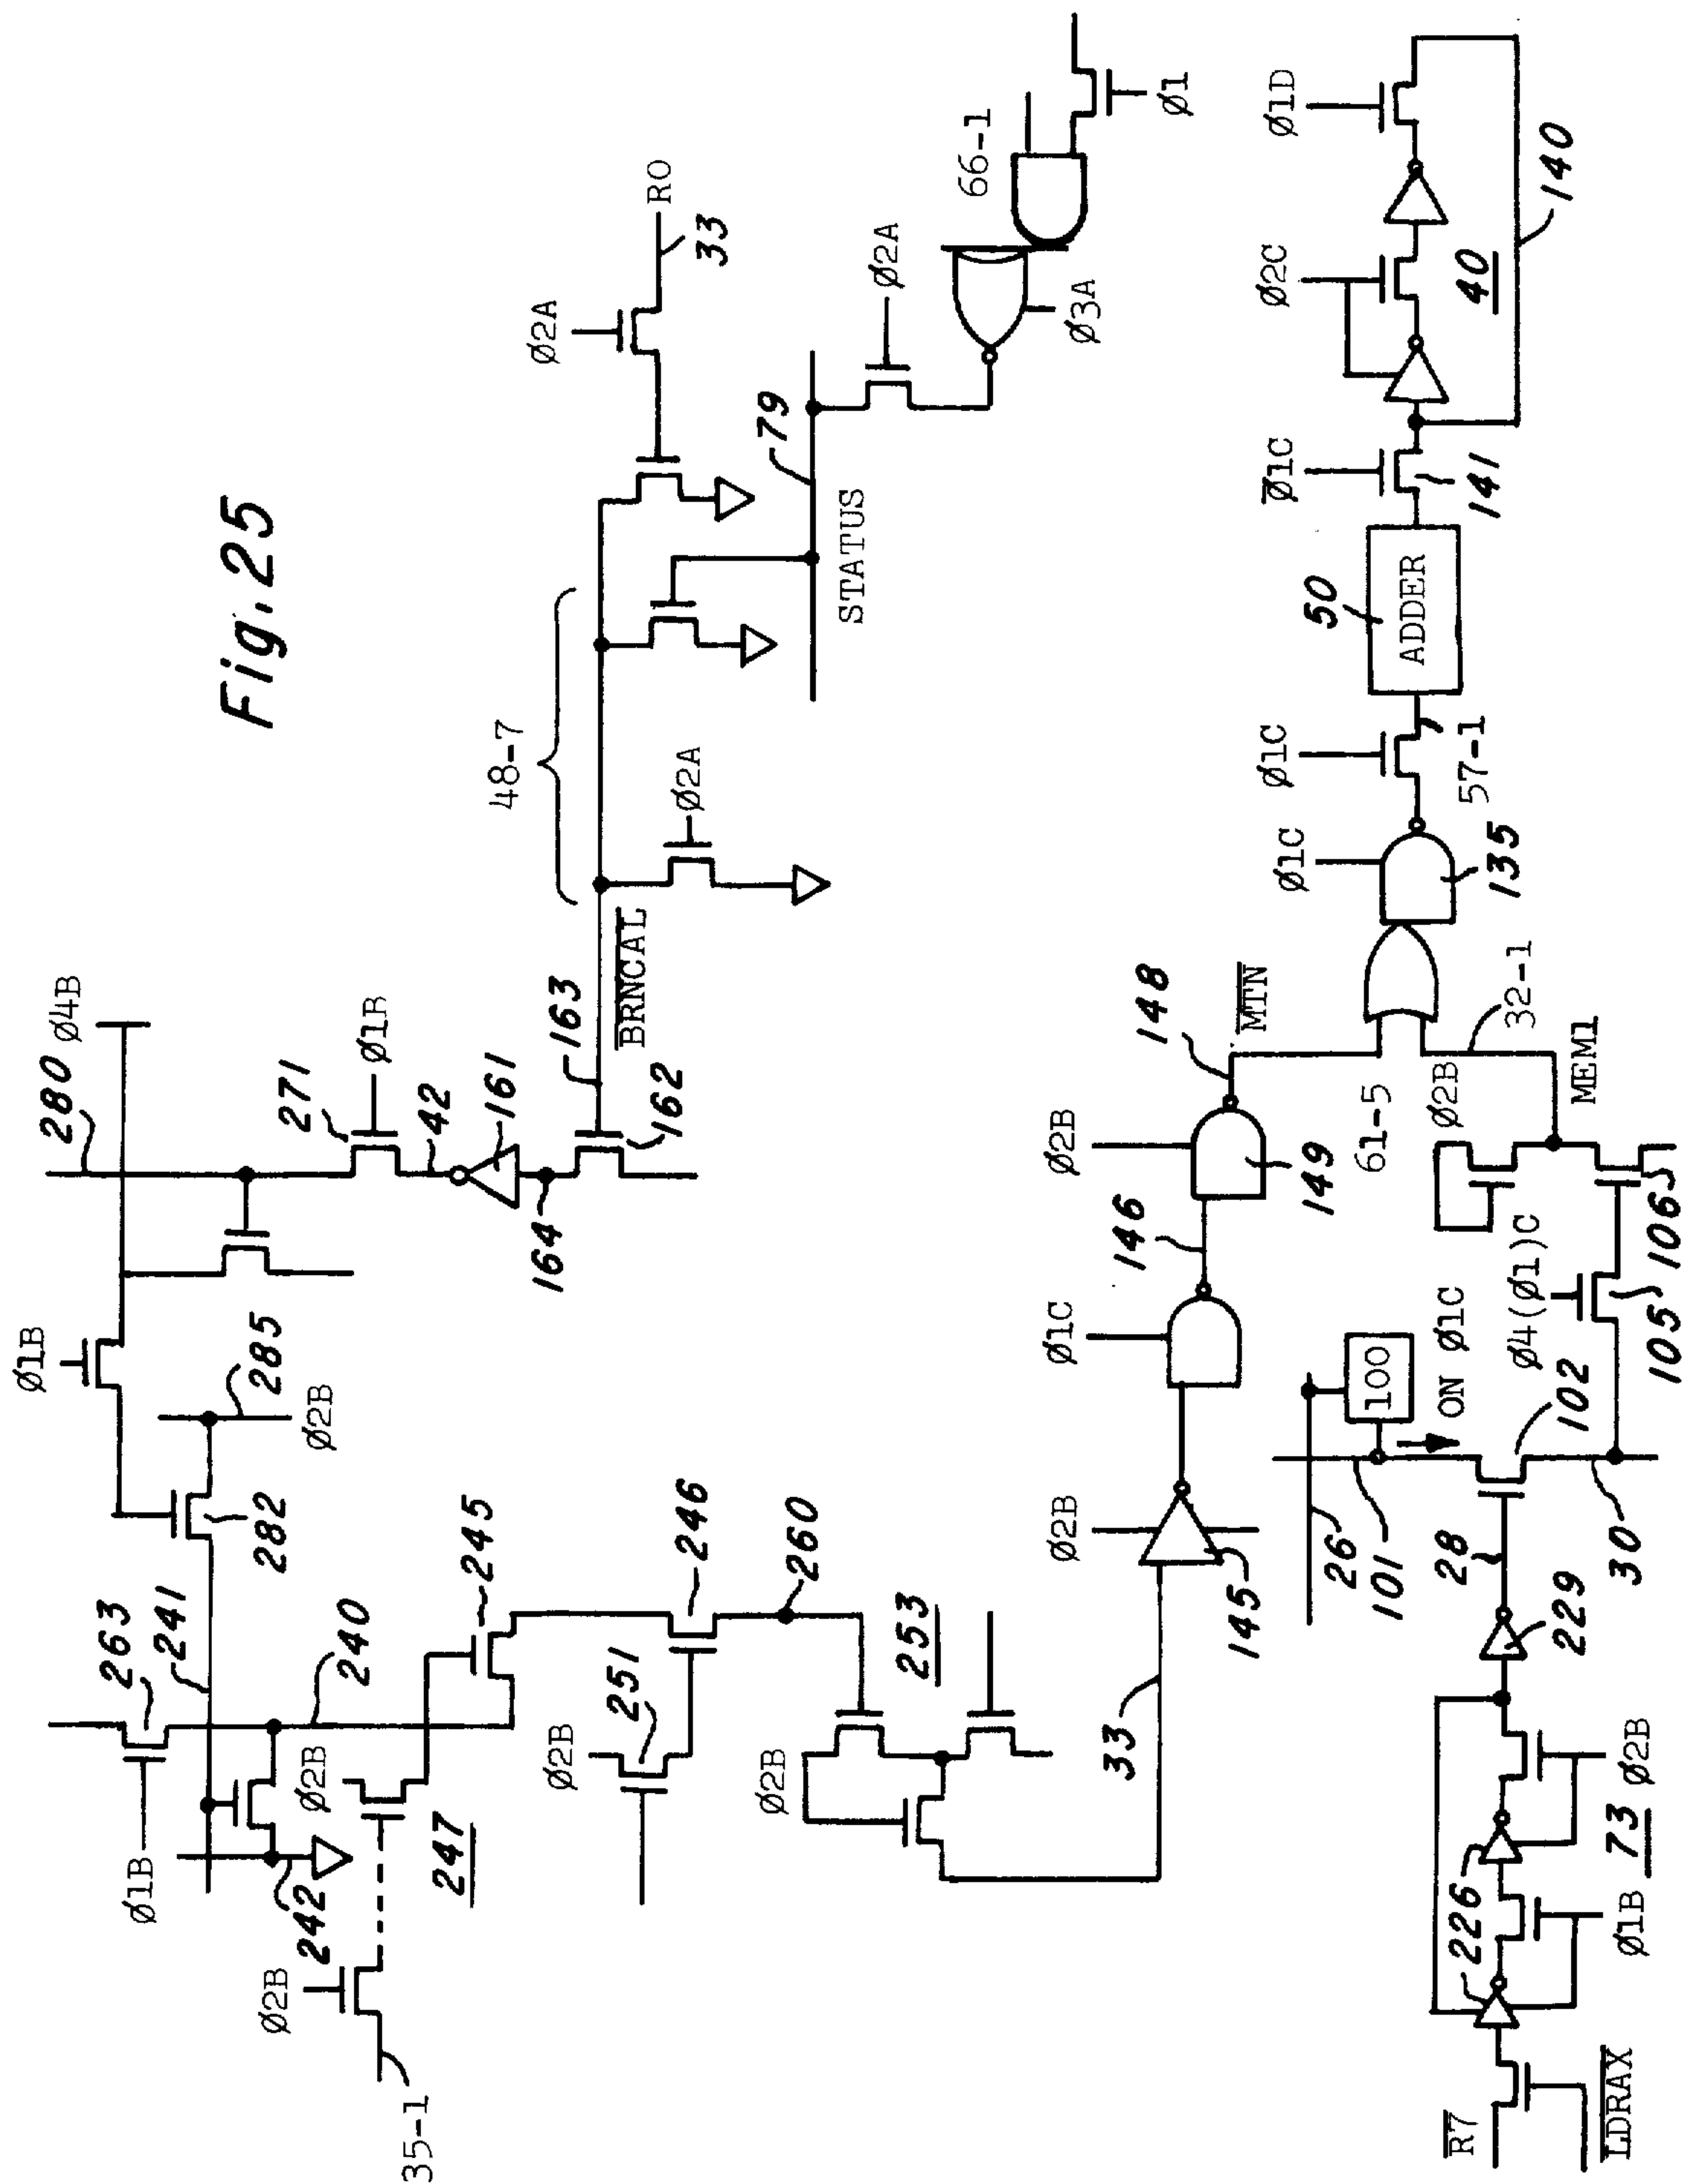 Fig. 25
280
Ø4B
271
Ø1B
42
161
163
BRNCAL
162
164
48-7
Ø2A
Ø2A
RO
33
79
STATUS
Ø2A
66-1
Ø3A
Ø1
Ø1B
285
Ø2B
282
263
241
240
Ø1B
242
Ø2B
247
245
Ø2B
35-1
246
251
Ø2B
260
253
Ø2B
33
Ø2B
145
Ø1C
146
Ø2B
149
148
MTN
61-5
Ø2B
32-1
MEM1
Ø1C
135
Ø1C
57-1
50
ADDER
Ø1C
141
Ø2C
40
Ø1D
140
100
26
101
ON Ø1C
102
Ø4(Ø1)C
105
106
28
30
229
R7
LDRAX
226
Ø1B
73
Ø2B